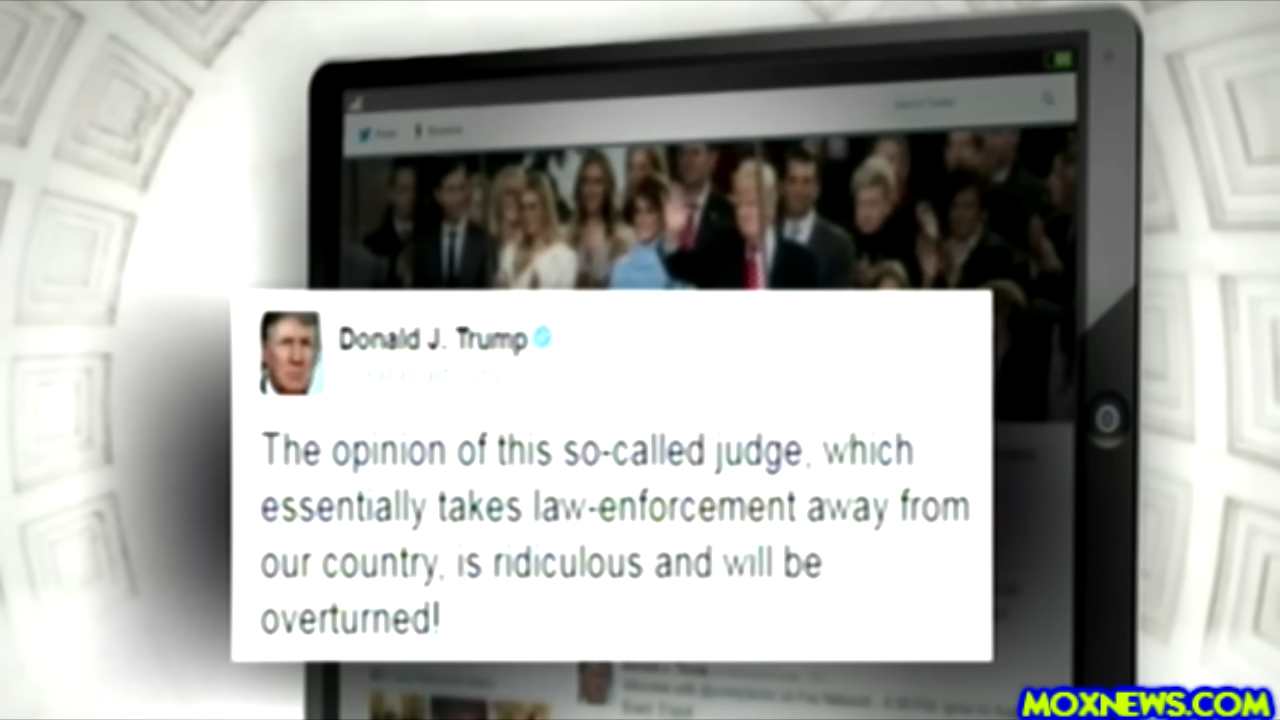 Donald J. Trump
The opinion of this so-called judge, which
essentially takes law-enforcement away from
our country, is ridiculous and will be
overturned!
MOXNEWS.COM